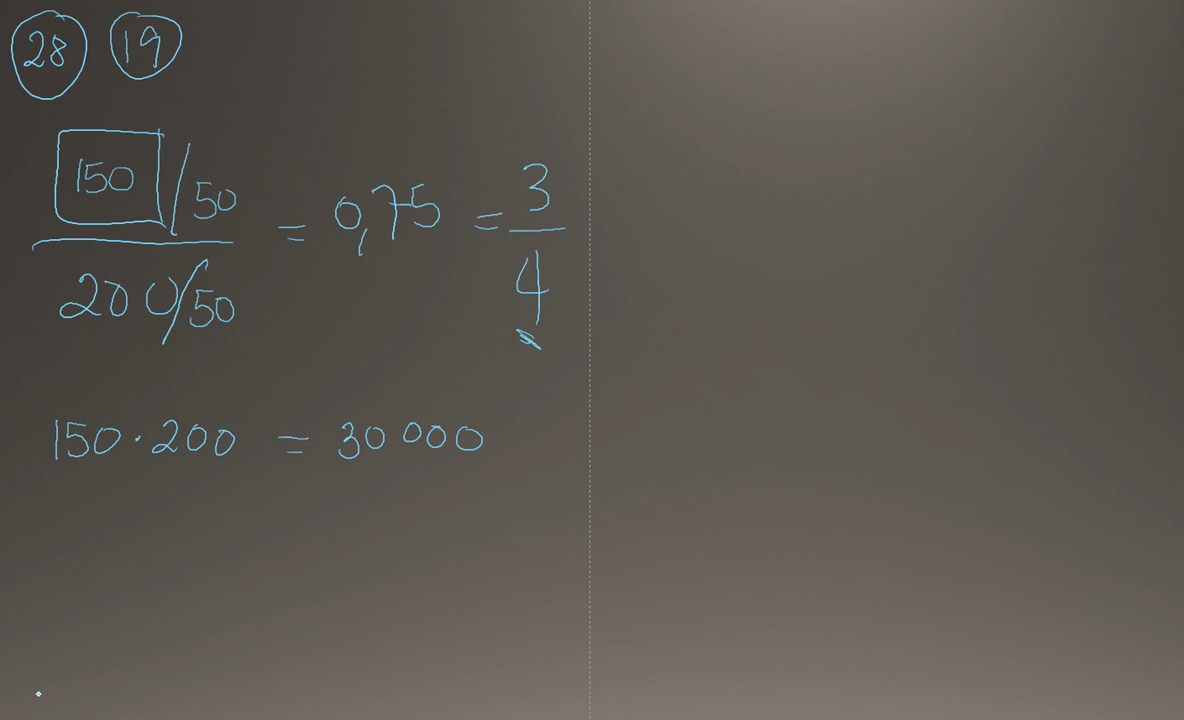 28 19
150/50
200/50 = 0,75 = 3/4
150·200 = 30 000